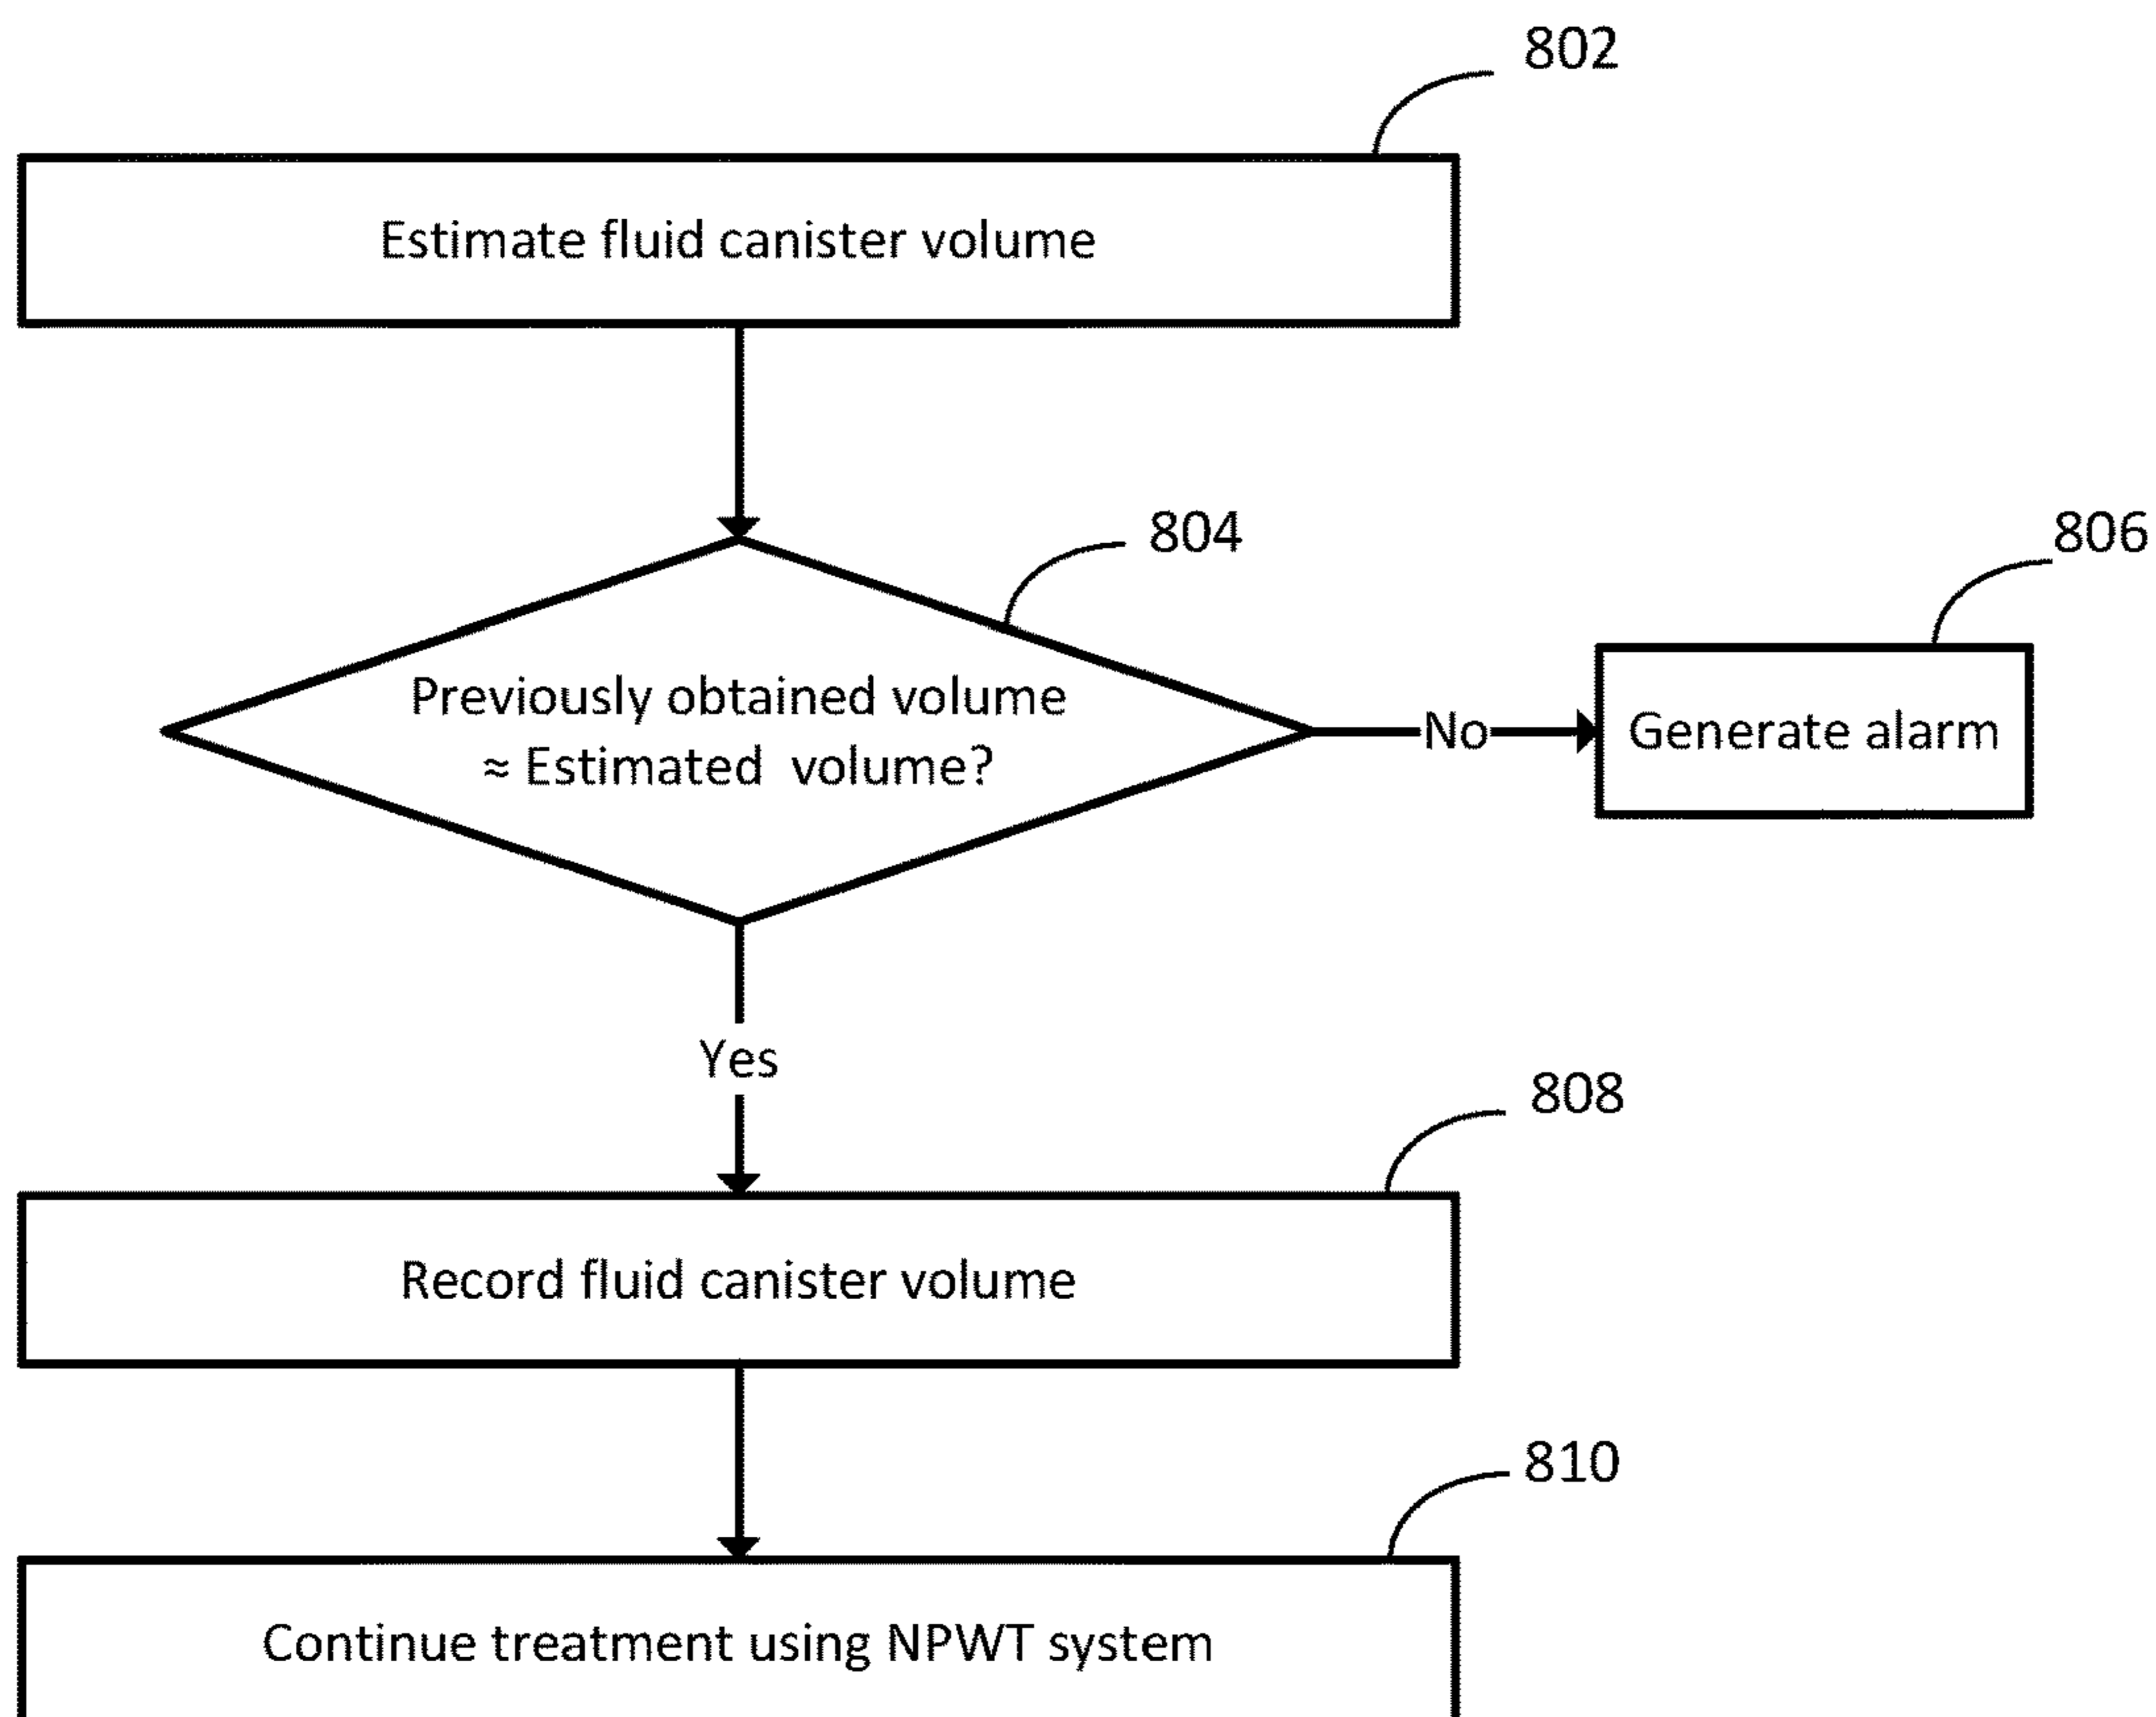 802
Estimate fluid canister volume
804
806
Previously obtained volume
≈ Estimated volume?
No
Generate alarm
Yes
808
Record fluid canister volume
810
Continue treatment using NPWT system